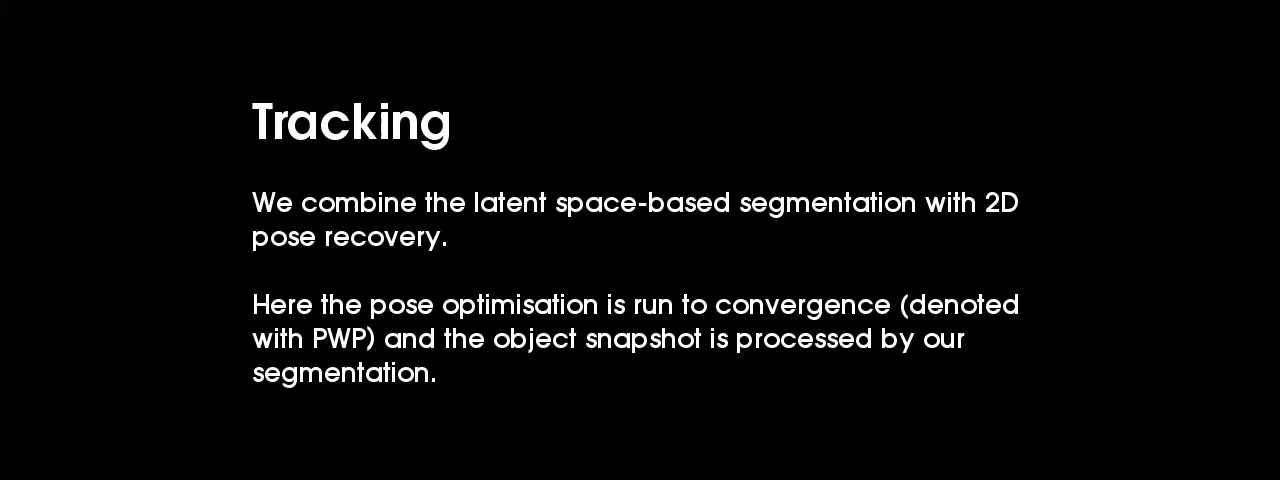 Tracking
We combine the latent space-based segmentation with 2D
pose recovery.
Here the pose optimisation is run to convergence (denoted
with PWP) and the object snapshot is processed by our
segmentation.